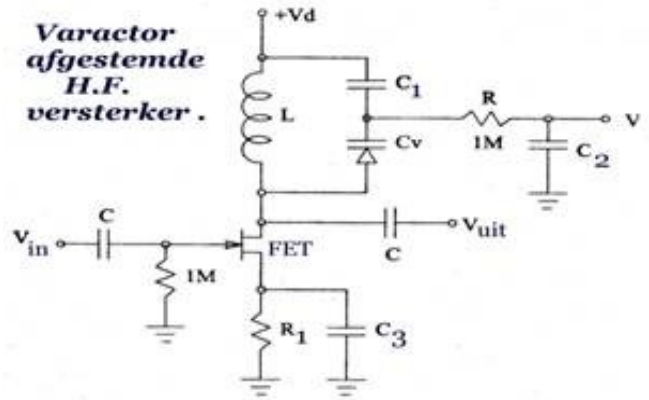 Varactor
afgestemde
H.F.
versterker .
+Vd
C1
L
Cv
R
1M
V
C2
C
Vin
FET
C
Vuit
1M
R1
C3